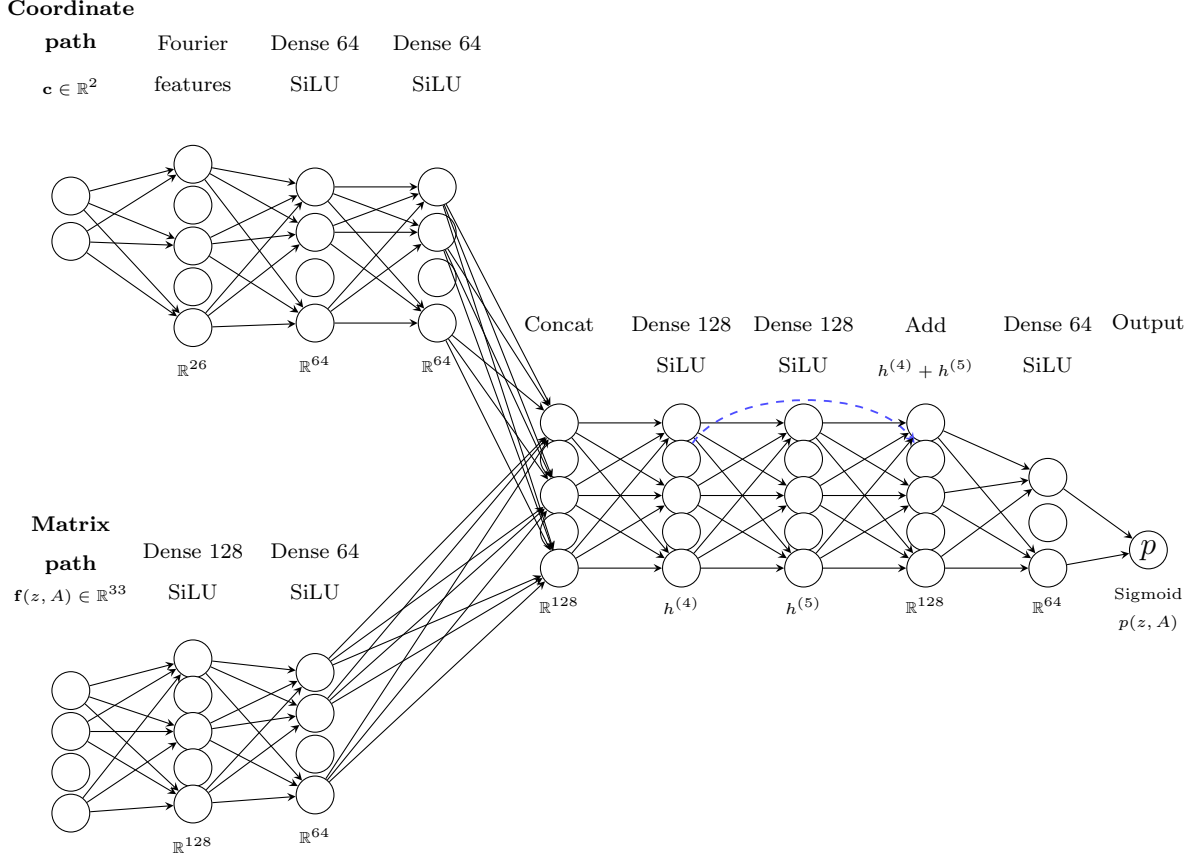 Coordinate
path
𝐜 ∈ ℝ²
Fourier
features
Dense 64
SiLU
Dense 64
SiLU
ℝ²⁶
ℝ⁶⁴
ℝ⁶⁴
Concat
Dense 128
SiLU
Dense 128
SiLU
Add
h⁽⁴⁾ + h⁽⁵⁾
Dense 64
SiLU
Output
p
ℝ¹²⁸
h⁽⁴⁾
h⁽⁵⁾
ℝ¹²⁸
ℝ⁶⁴
Sigmoid
p(z, A)
Matrix
path
𝐟(z, A) ∈ ℝ³³
Dense 128
SiLU
Dense 64
SiLU
ℝ¹²⁸
ℝ⁶⁴